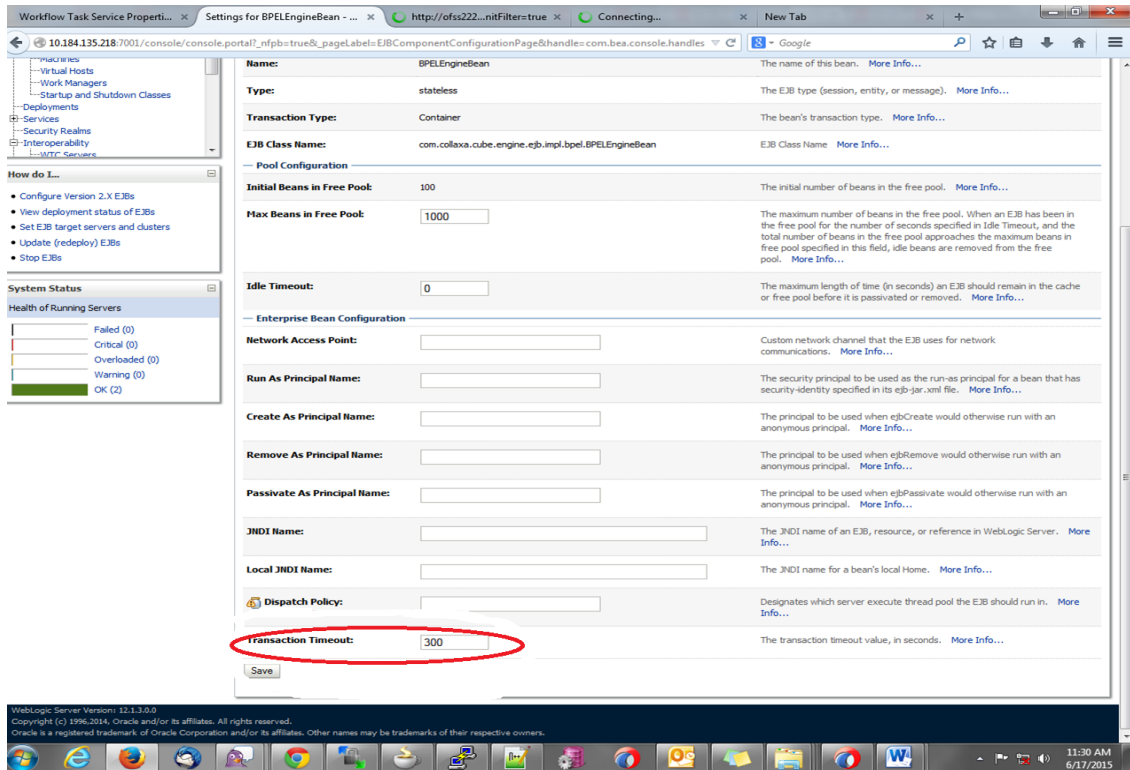 Workflow Task Service Properti...
Settings for BPELEngineBean - ...
http://ofss222...nitFilter=true
Connecting...
New Tab
10.184.135.218:7001/console/console.portal?_nfpb=true&_pageLabel=EJBComponentConfigurationPage&handle=com.bea.console.handles
Google
Machines
Virtual Hosts
Work Managers
Startup and Shutdown Classes
Deployments
Services
Security Realms
Interoperability
WTC Servers
How do I...
Configure Version 2.X EJBs
View deployment status of EJBs
Set EJB target servers and clusters
Update (redeploy) EJBs
Stop EJBs
System Status
Health of Running Servers
Failed (0)
Critical (0)
Overloaded (0)
Warning (0)
OK (2)
Name: BPELEngineBean The name of this bean. More Info...
Type: stateless The EJB type (session, entity, or message). More Info...
Transaction Type: Container The bean's transaction type. More Info...
EJB Class Name: com.collaxa.cube.engine.ejb.impl.bpel.BPELEngineBean EJB Class Name More Info...
Pool Configuration
Initial Beans in Free Pool: 100 The initial number of beans in the free pool. More Info...
Max Beans in Free Pool: 1000 The maximum number of beans in the free pool. When an EJB has been in
the free pool for the number of seconds specified in Idle Timeout, and the
total number of beans in the free pool approaches the maximum beans in
free pool specified in this field, idle beans are removed from the free
pool. More Info...
Idle Timeout: 0 The maximum length of time (in seconds) an EJB should remain in the cache
or free pool before it is passivated or removed. More Info...
Enterprise Bean Configuration
Network Access Point: Custom network channel that the EJB uses for network
communications. More Info...
Run As Principal Name: The security principal to be used as the run-as principal for a bean that has
security-identity specified in its ejb-jar.xml file. More Info...
Create As Principal Name: The principal to be used when ejbCreate would otherwise run with an
anonymous principal. More Info...
Remove As Principal Name: The principal to be used when ejbRemove would otherwise run with an
anonymous principal. More Info...
Passivate As Principal Name: The principal to be used when ejbPassivate would otherwise run with an
anonymous principal. More Info...
JNDI Name: The JNDI name of an EJB, resource, or reference in WebLogic Server. More
Info...
Local JNDI Name: The JNDI name for a bean's local Home. More Info...
Dispatch Policy: Designates which server execute thread pool the EJB should run in. More
Info...
Transaction Timeout: 300 The transaction timeout value, in seconds. More Info...
Save
WebLogic Server Version: 12.1.3.0.0
Copyright (c) 1996,2014, Oracle and/or its affiliates. All rights reserved.
Oracle is a registered trademark of Oracle Corporation and/or its affiliates. Other names may be trademarks of their respective owners.
11:30 AM
6/17/2015